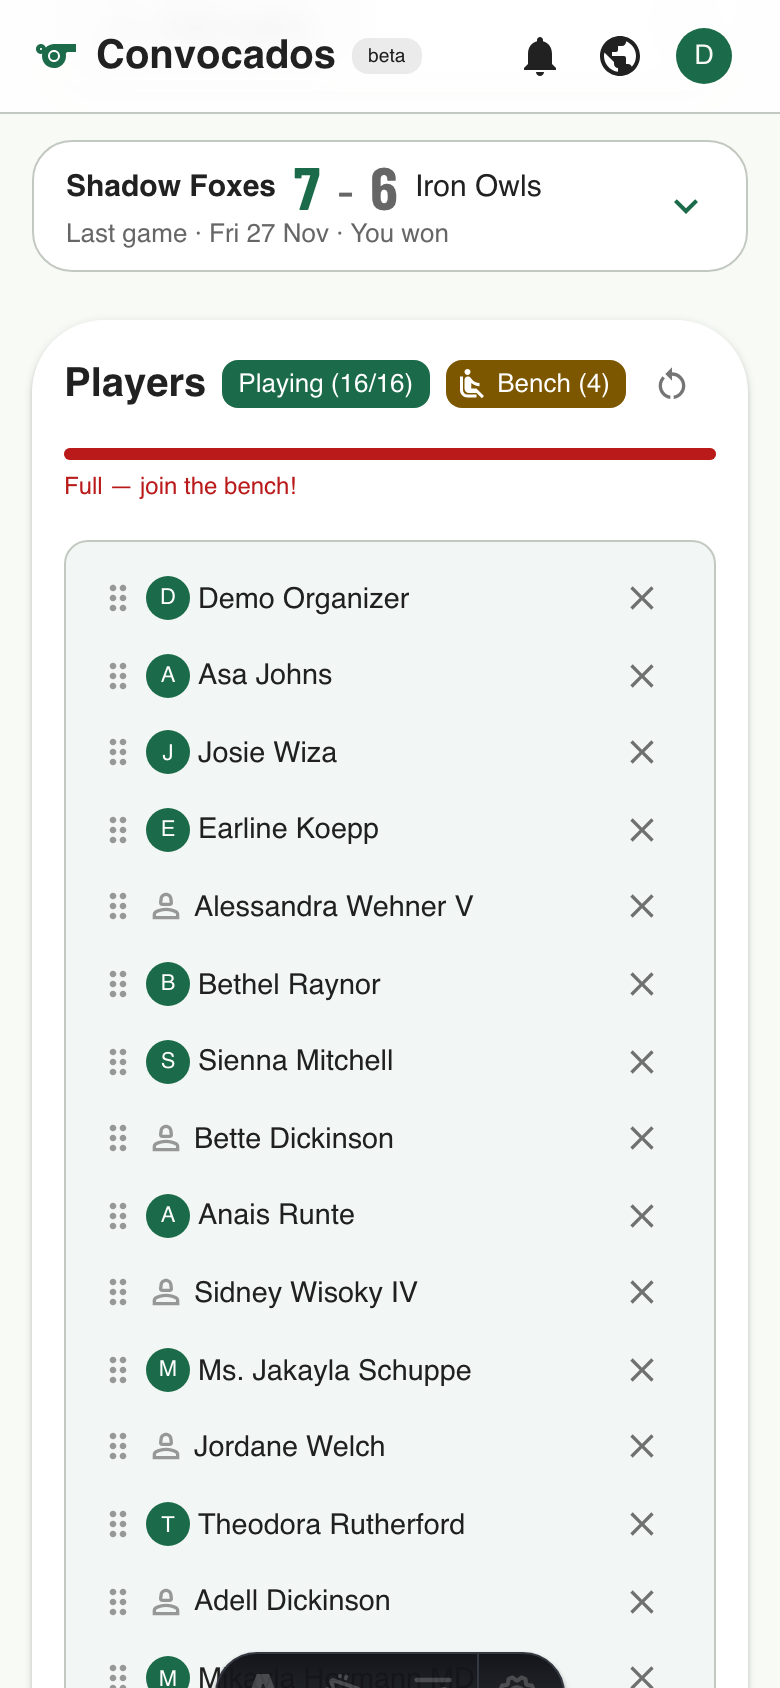 Convocados beta D
Shadow Foxes 7 - 6 Iron Owls
Last game · Fri 27 Nov · You won
Players Playing (16/16) Bench (4)
Full — join the bench!
D Demo Organizer
A Asa Johns
J Josie Wiza
E Earline Koepp
Alessandra Wehner V
B Bethel Raynor
S Sienna Mitchell
Bette Dickinson
A Anais Runte
Sidney Wisoky IV
M Ms. Jakayla Schuppe
Jordane Welch
T Theodora Rutherford
Adell Dickinson
M